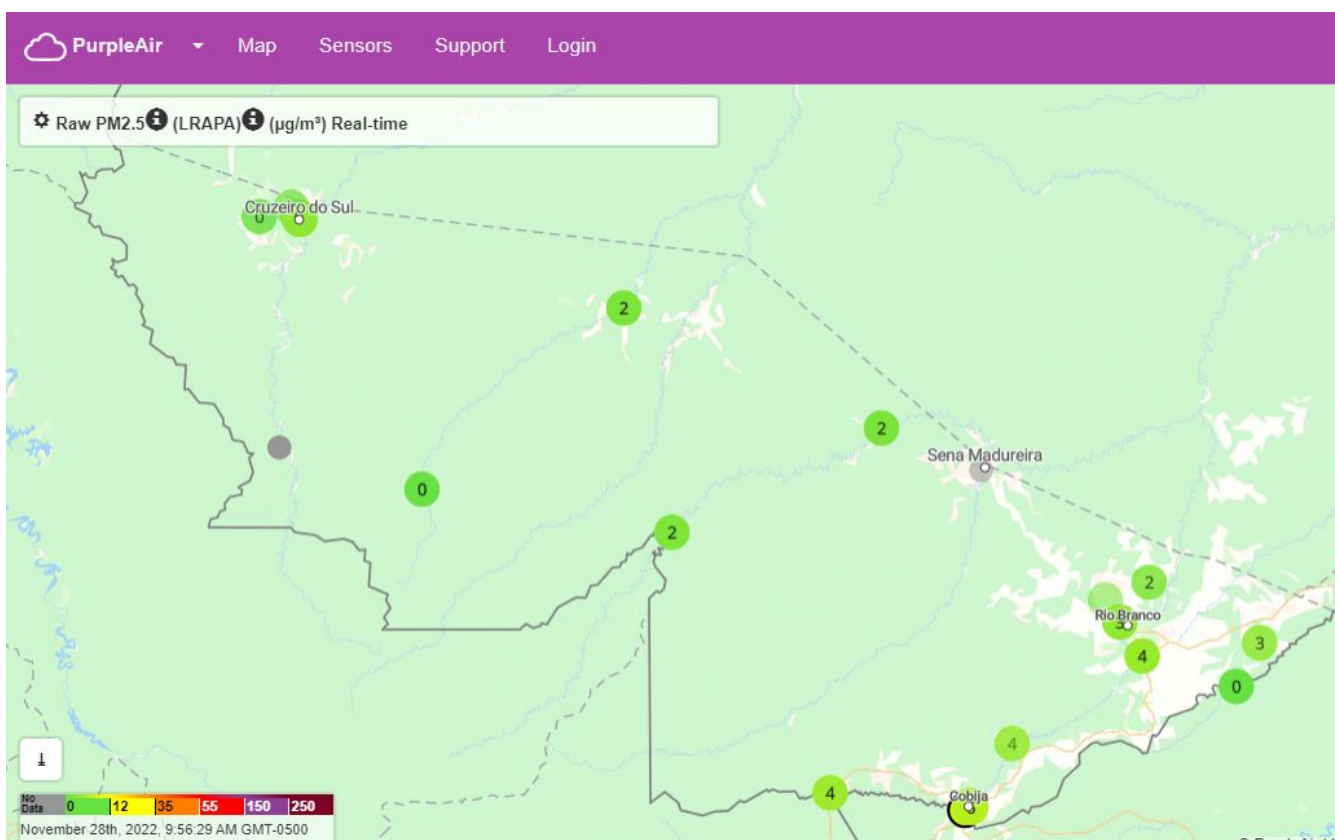 PurpleAir Map Sensors Support Login
Raw PM2.5 (LRAPA) (µg/m³) Real-time
Cruzeiro do Sul
0
2
2
Sena Madureira
0
2
2
Rio Branco
3
4
0
4
4
Cobija
No Data 0 12 35 55 150 250
November 28th, 2022, 9:56:29 AM GMT-0500